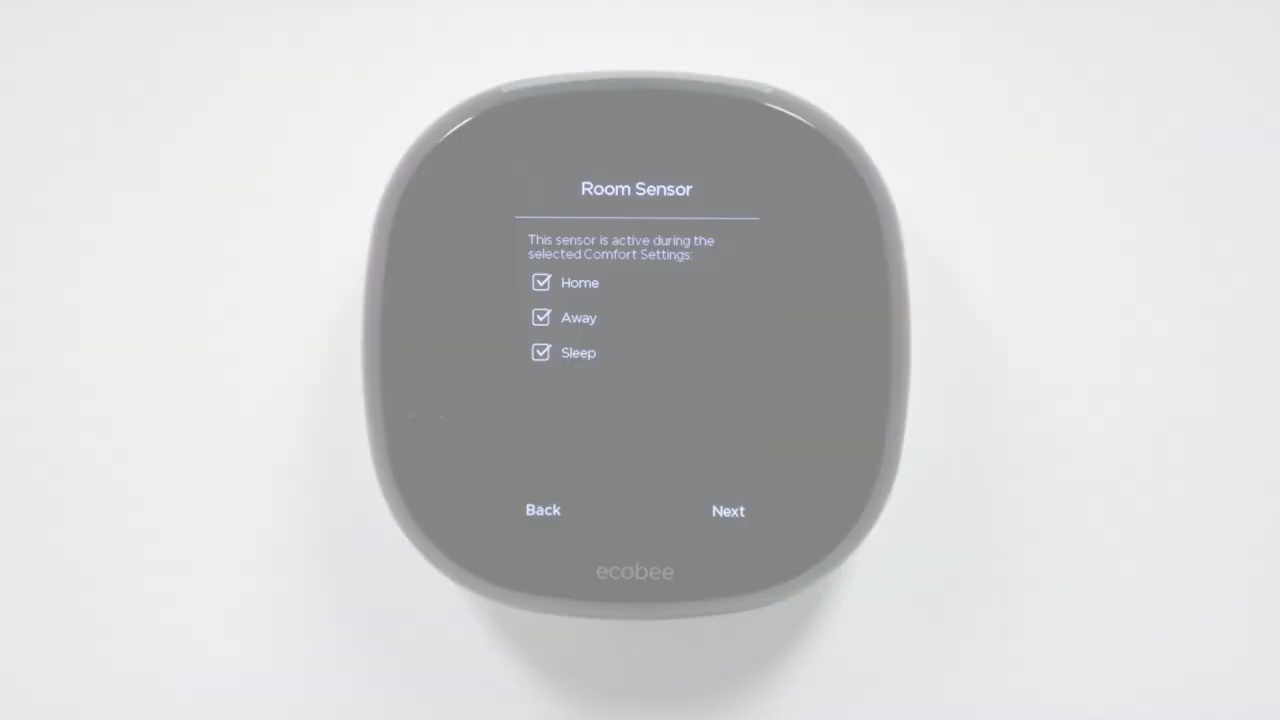 Room Sensor
This sensor is active during the
selected Comfort Settings:
Home
Away
Sleep
Back
Next
ecobee